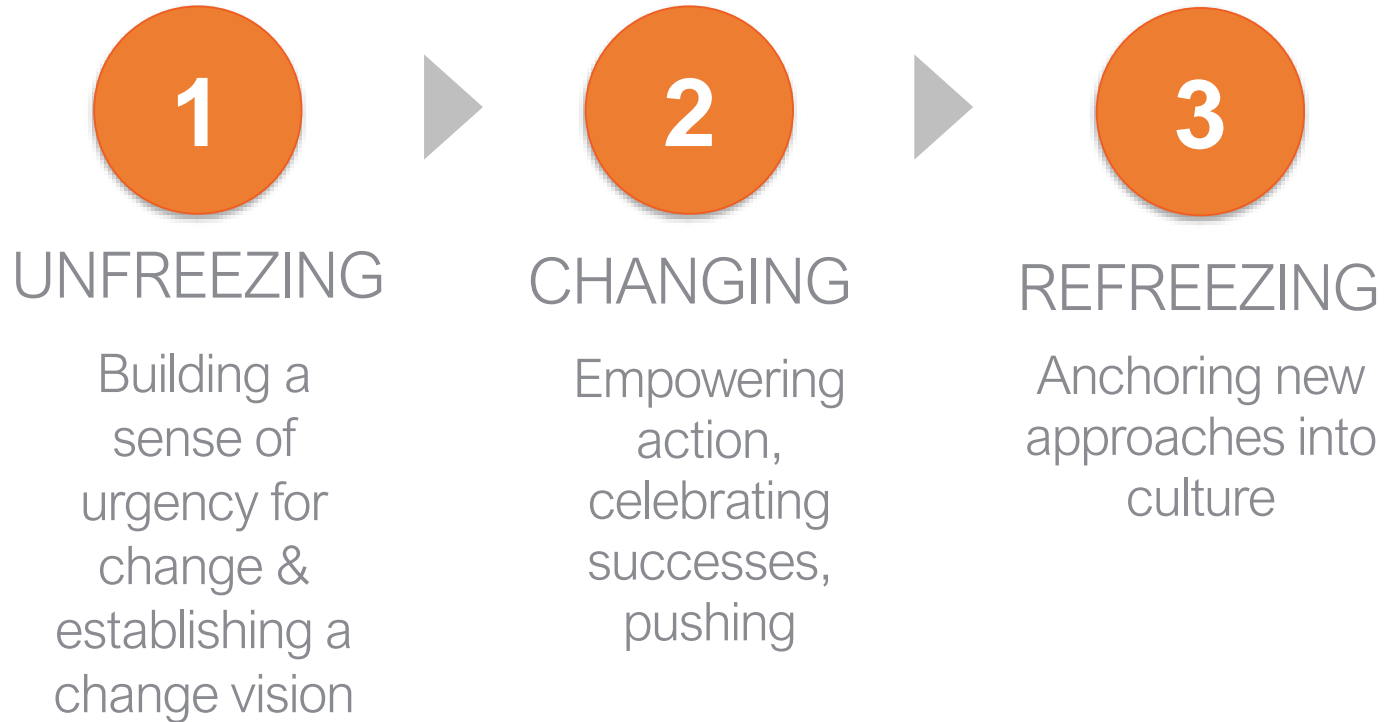 1
UNFREEZING
Building a
sense of
urgency for
change &
establishing a
change vision
2
CHANGING
Empowering
action,
celebrating
successes,
pushing
3
REFREEZING
Anchoring new
approaches into
culture